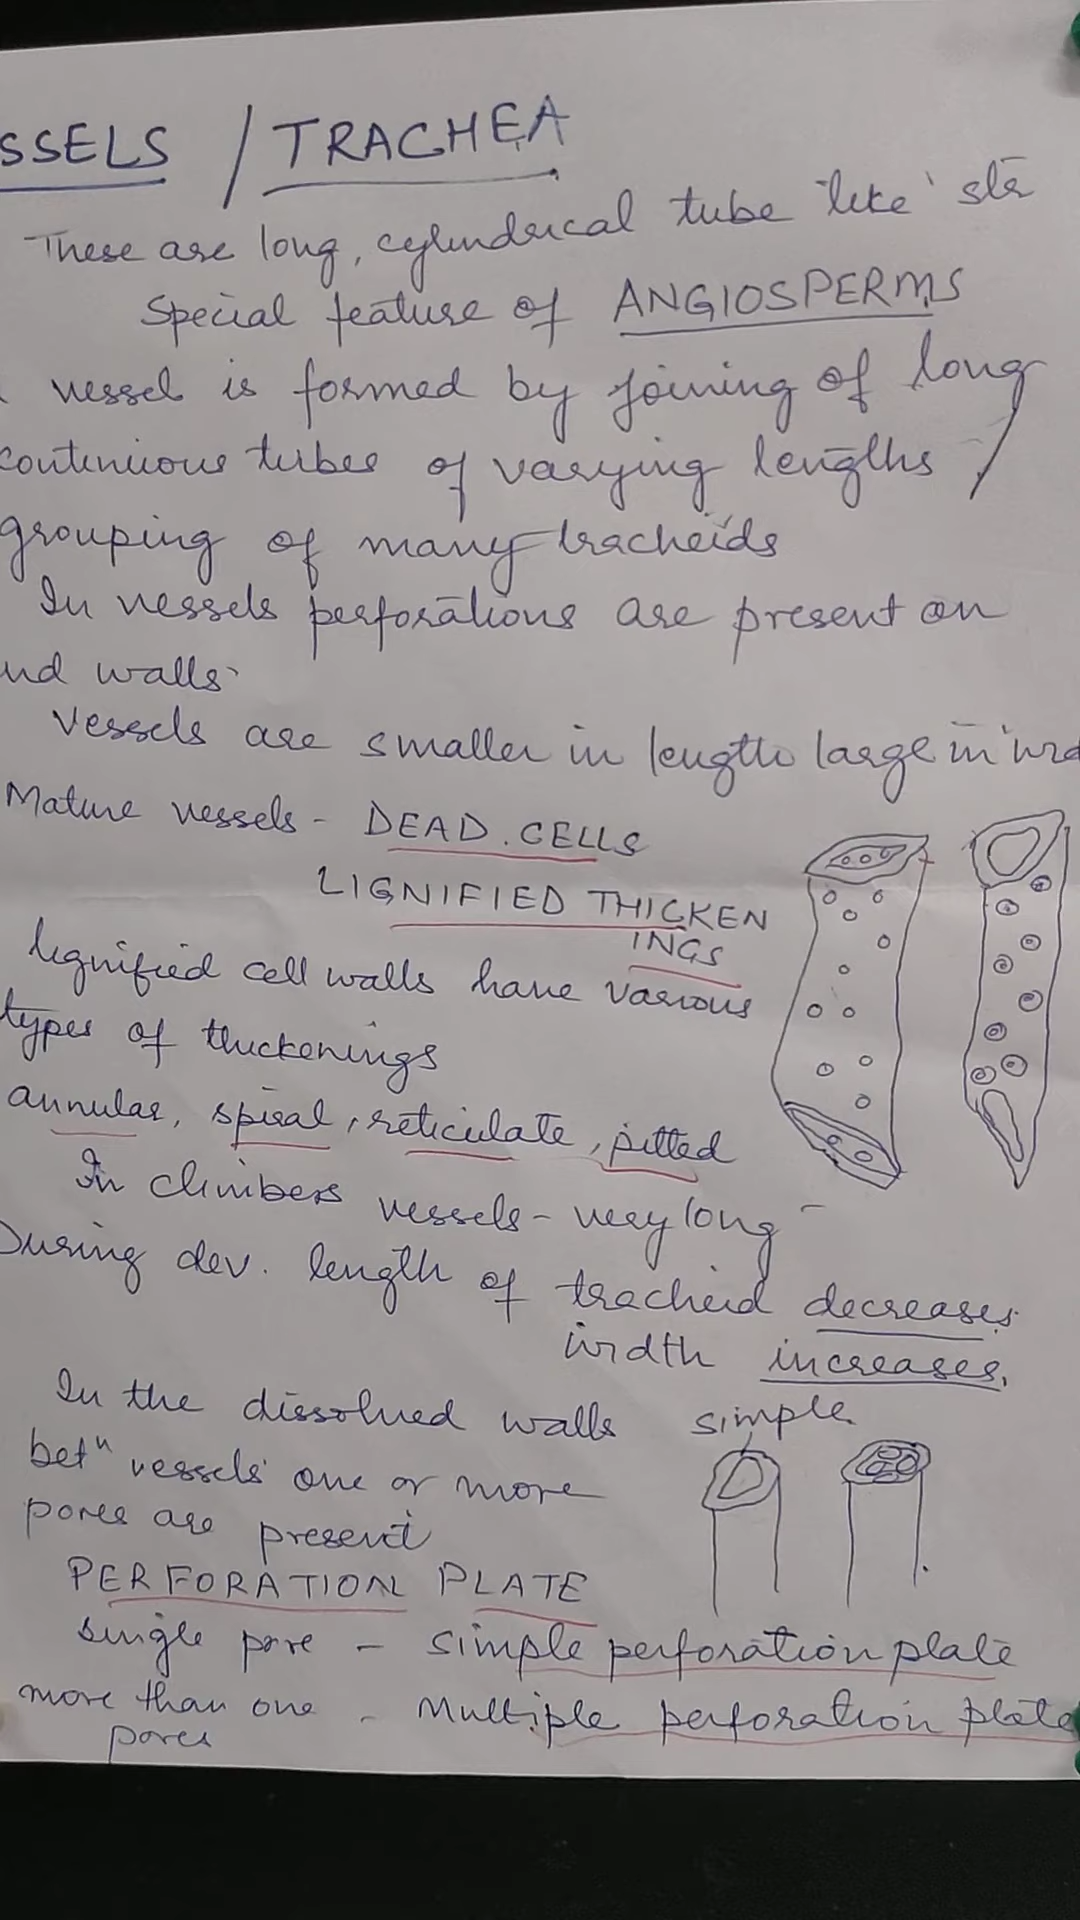 SSELS / TRACHEA
These are long, cylindrical tube 'like' str
Special feature of ANGIOSPERMS
vessel is formed by joining of long
continuous tubes of varying lengths /
grouping of many tracheids
In vessels perforations are present on
nd walls.
Vessels are smaller in length large in wid
Mature vessels - DEAD. CELLS
LIGNIFIED THICKEN
INGS
lignified cell walls have various
types of thickenings
annular, spiral, reticulate, pitted
In climbers vessels - very long -
During dev. length of tracheid decreases.
width increases.
In the dissolved walls
simple.
betⁿ vessels one or more
pores are present
PERFORATION PLATE
single pore - simple perforation plate
more than one - Multiple perforation plate
pores